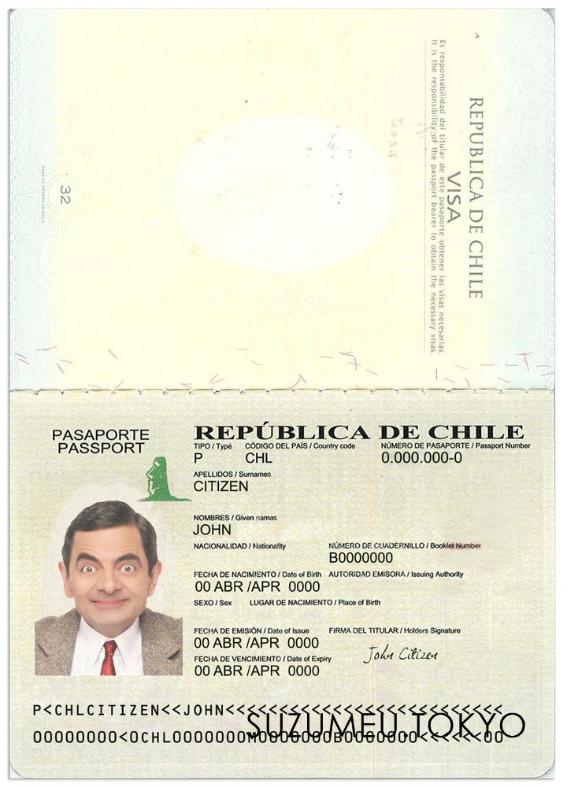 REPUBLICA DE CHILE
VISA
Es responsabilidad del titular de este pasaporte obtener las visas necesarias.
It is the responsibility of the passport bearer to obtain the necessary visas.
32
PASAPORTE
PASSPORT
REPÚBLICA DE CHILE
TIPO / Type CÓDIGO DEL PAÍS / Country code NÚMERO DE PASAPORTE / Passport Number
P CHL 0.000.000-0
APELLIDOS / Surnames
CITIZEN
NOMBRES / Given names
JOHN
NACIONALIDAD / Nationality NÚMERO DE CUADERNILLO / Booklet Number
B0000000
FECHA DE NACIMIENTO / Date of Birth AUTORIDAD EMISORA / Issuing Authority
00 ABR /APR 0000
SEXO / Sex LUGAR DE NACIMIENTO / Place of Birth
FECHA DE EMISIÓN / Date of Issue FIRMA DEL TITULAR / Holders Signature
00 ABR /APR 0000
John Citizen
FECHA DE VENCIMIENTO / Date of Expiry
00 ABR /APR 0000
P<CHLCITIZEN<<JOHN<<<<<<<<<<<<<<<<<<<<<<<<<<
SUZUMEU.TOKYO
00000000<0CHL0000000M0000000B0000000<<<<<<00